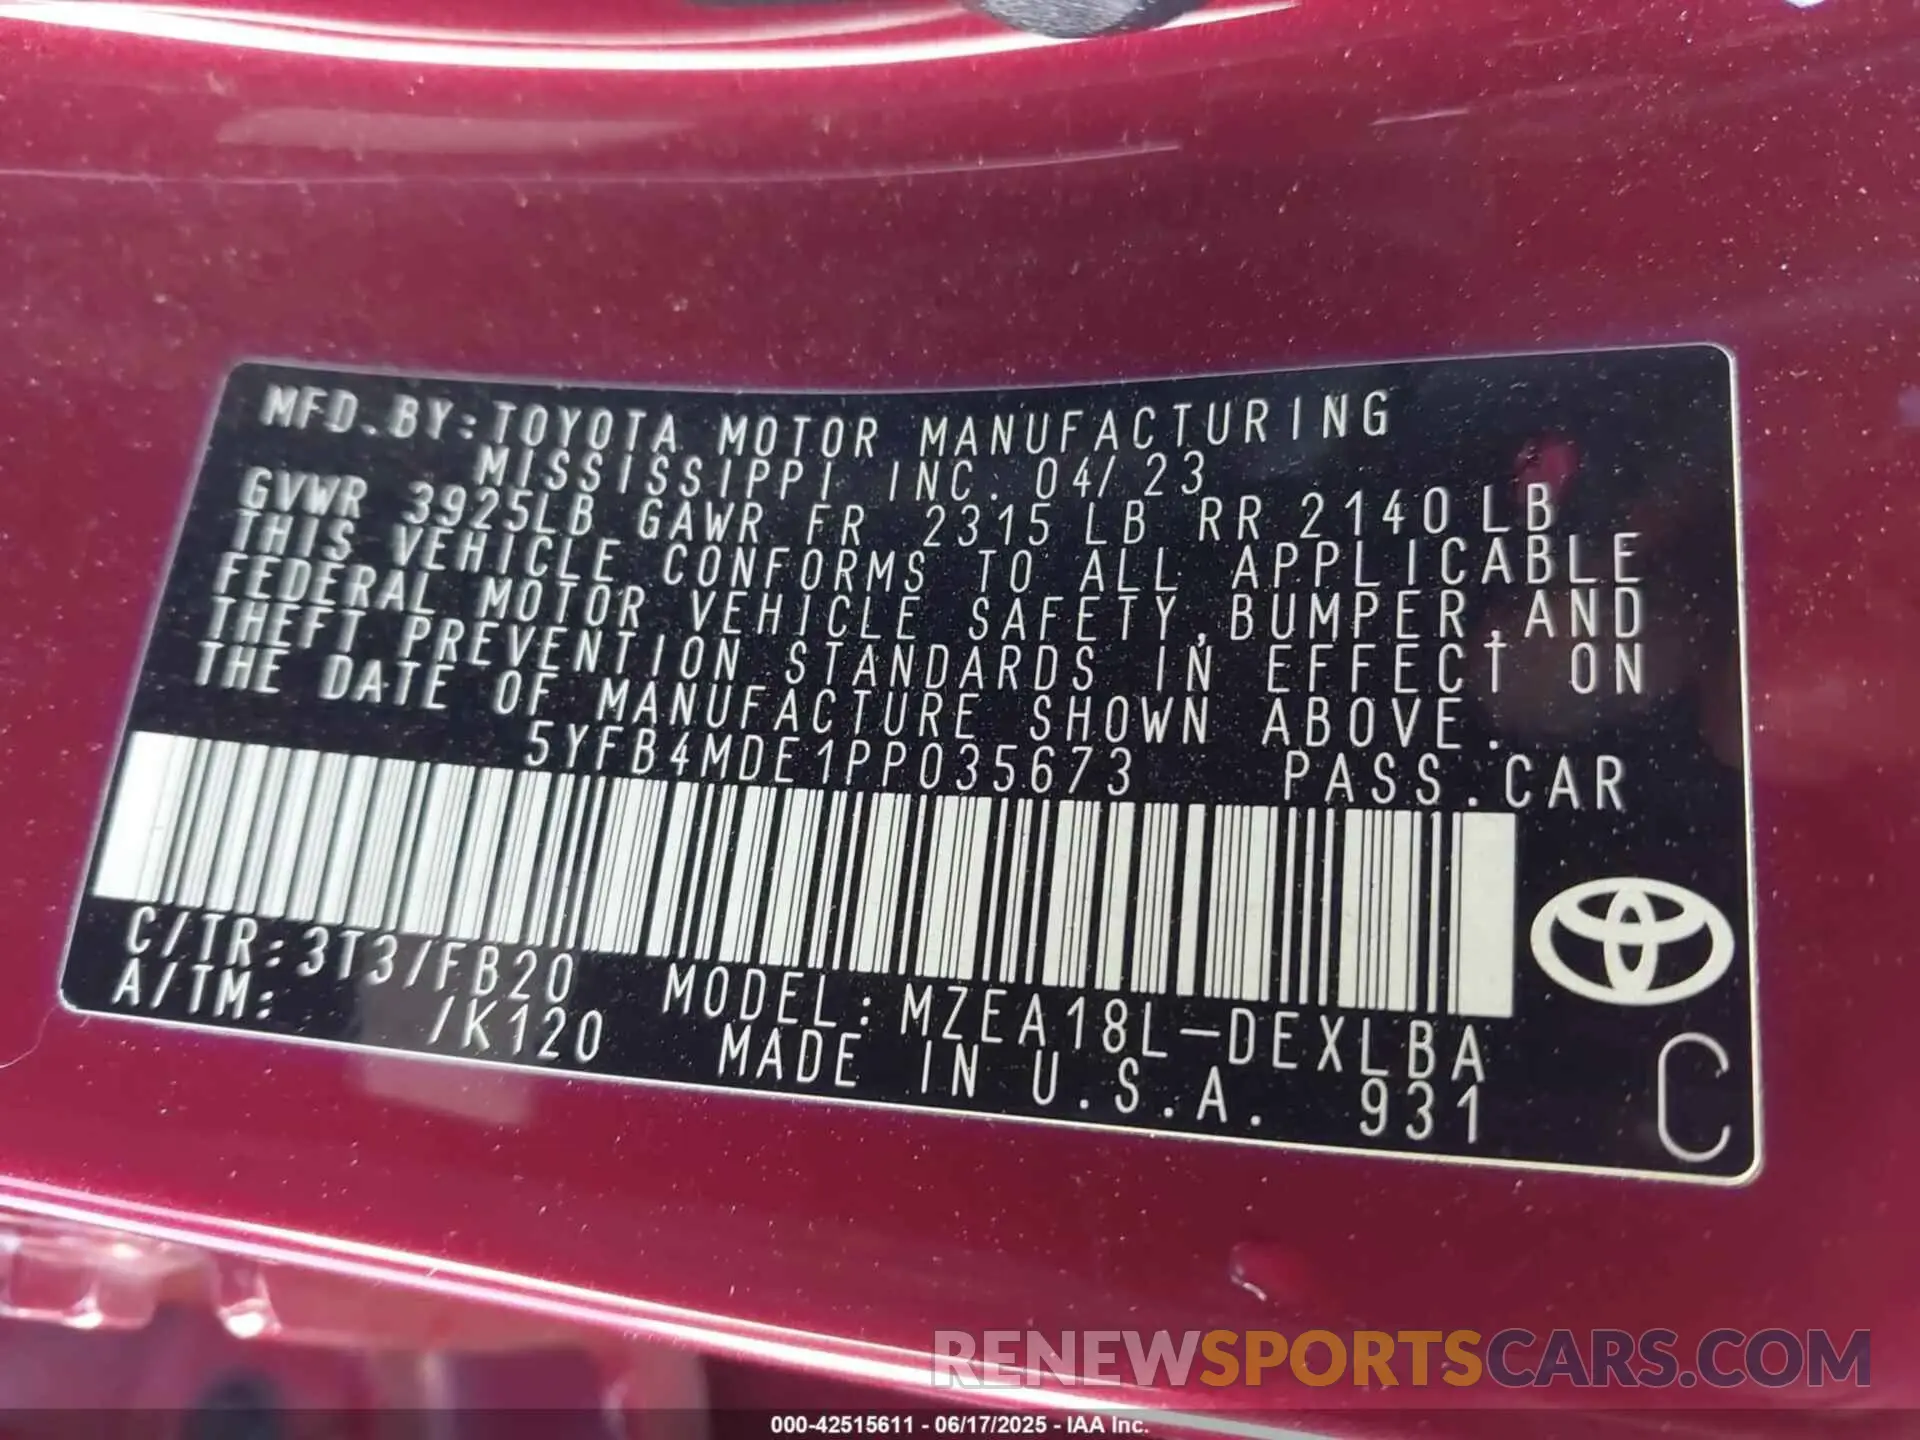 MFD.BY:TOYOTA MOTOR MANUFACTURING
MISSISSIPPI INC. 04/23
GVWR 3925LB GAWR FR 2315LB RR 2140LB
THIS VEHICLE CONFORMS TO ALL APPLICABLE
FEDERAL MOTOR VEHICLE SAFETY,BUMPER,AND
THEFT PREVENTION STANDARDS IN EFFECT ON
THE DATE OF MANUFACTURE SHOWN ABOVE.
5YFB4MDE1PP035673 PASS.CAR
C/TR:3T3/FB20 MODEL:MZEA18L-DEXLBA
A/TM: /K120 MADE IN U.S.A. 931
C
RENEWSPORTSCARS.COM
000-42515611 - 06/17/2025 - IAA Inc.